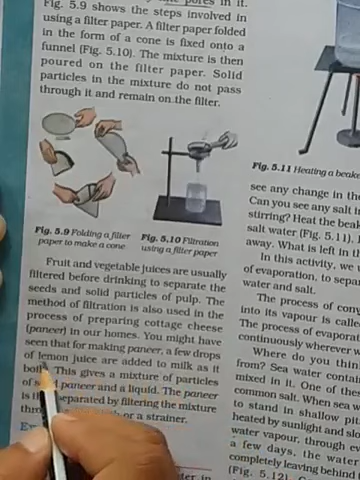 Fig. 5.9 shows the steps involved in
using a filter paper. A filter paper folded
in the form of a cone is fixed onto a
funnel (Fig. 5.10). The mixture is then
poured on the filter paper. Solid
particles in the mixture do not pass
through it and remain on the filter.
Fig. 5.9 Folding a filter
paper to make a cone
Fig. 5.10 Filtration
using a filter paper
Fruit and vegetable juices are usually
filtered before drinking to separate the
seeds and solid particles of pulp. The
method of filtration is also used in the
process of preparing cottage cheese
(paneer) in our homes. You might have
seen that for making paneer, a few drops
of lemon juice are added to milk as it
This gives a mixture of particles
of paneer and a liquid. The paneer
is separated by filtering the mixture
or a strainer.
Fig. 5.11 Heating a beake
see any change in the
Can you see any salt
stirring? Heat the beak
salt water (Fig. 5.11),
away. What is left in t
In this activity, we
of evaporation, to separ
water and salt.
The process of conv
into its vapour is calle
The process of evaporat
continuously wherever
Where do you thin
from? Sea water contai
mixed in it. One of thes
common salt. When sea
to stand in shallow pit
heated by sunlight and slo
water vapour, through ev
a few days, the water
completely leaving behind
(Fig. 5.12).